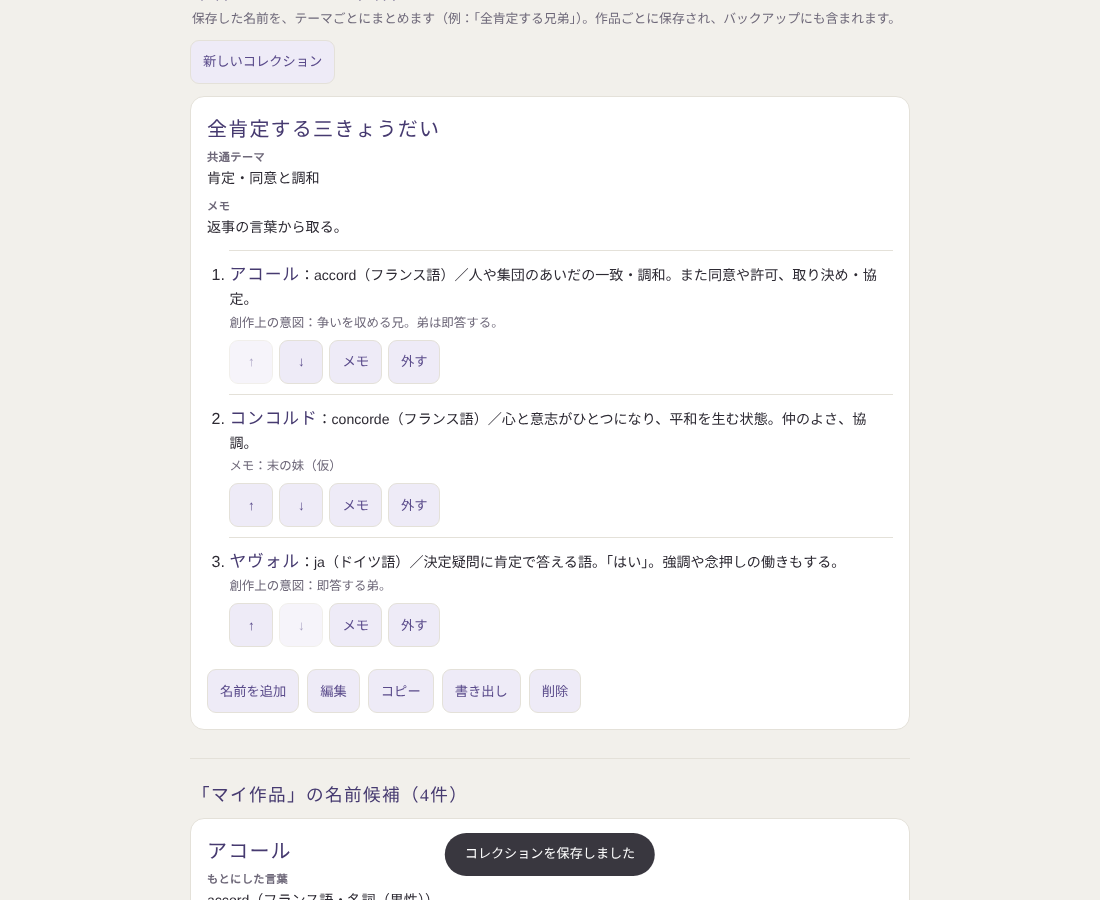 保存した名前を、テーマごとにまとめます（例：「全肯定する兄弟」）。作品ごとに保存され、バックアップにも含まれます。
新しいコレクション
全肯定する三きょうだい
共通テーマ
肯定・同意と調和
メモ
返事の言葉から取る。
1. アコール：accord（フランス語）／人や集団のあいだの一致・調和。また同意や許可、取り決め・協
定。
創作上の意図：争いを収める兄。弟は即答する。
↑ ↓ メモ 外す
2. コンコルド：concorde（フランス語）／心と意志がひとつになり、平和を生む状態。仲のよさ、協
調。
メモ：末の妹（仮）
↑ ↓ メモ 外す
3. ヤヴォル：ja（ドイツ語）／決定疑問に肯定で答える語。「はい」。強調や念押しの働きもする。
創作上の意図：即答する弟。
↑ ↓ メモ 外す
名前を追加 編集 コピー 書き出し 削除
「マイ作品」の名前候補（4件）
アコール
コレクションを保存しました
もとにした言葉
accord（フランス語・名詞（男性））